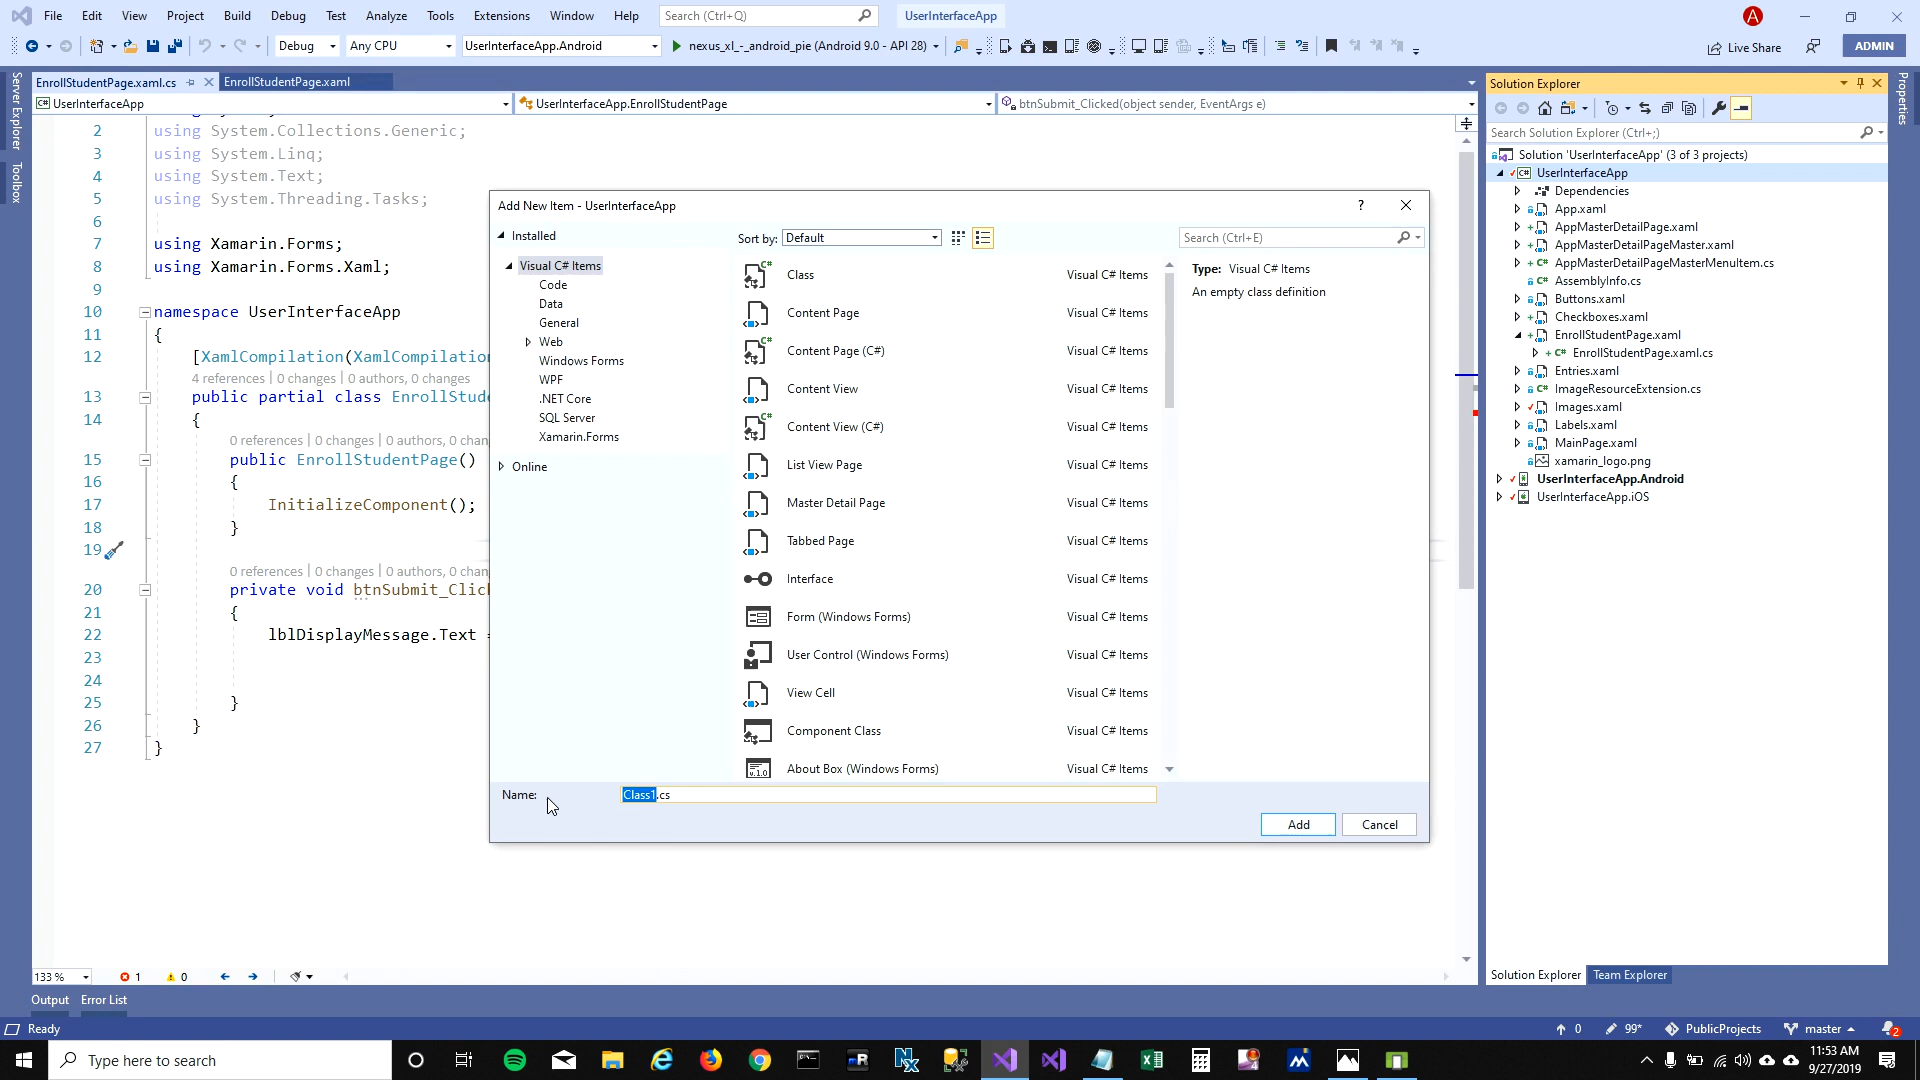 File Edit View Project Build Debug Test Analyze Tools Extensions Window Help Search (Ctrl+Q) UserInterfaceApp A
Debug Any CPU UserInterfaceApp.Android nexus_xl_-_android_pie (Android 9.0 - API 28) Live Share ADMIN
Server Explorer
Toolbox
EnrollStudentPage.xaml.cs EnrollStudentPage.xaml
UserInterfaceApp UserInterfaceApp.EnrollStudentPage btnSubmit_Clicked(object sender, EventArgs e)
2 using System.Collections.Generic;
3 using System.Linq;
4 using System.Text;
5 using System.Threading.Tasks;
6
7 using Xamarin.Forms;
8 using Xamarin.Forms.Xaml;
9
10 namespace UserInterfaceApp
11 {
12 [XamlCompilation(XamlCompilation
4 references | 0 changes | 0 authors, 0 changes
13 public partial class EnrollStude
14 {
0 references | 0 changes | 0 authors, 0 chan
15 public EnrollStudentPage()
16 {
17 InitializeComponent();
18 }
19
0 references | 0 changes | 0 authors, 0 chan
20 private void btnSubmit_Click
21 {
22 lblDisplayMessage.Text =
23
24
25 }
26 }
27 }
133 % 1 0
Output Error List
Ready
Add New Item - UserInterfaceApp ?
Installed
Visual C# Items
Code
Data
General
Web
Windows Forms
WPF
.NET Core
SQL Server
Xamarin.Forms
Online
Sort by: Default
Search (Ctrl+E)
Class Visual C# Items
Content Page Visual C# Items
Content Page (C#) Visual C# Items
Content View Visual C# Items
Content View (C#) Visual C# Items
List View Page Visual C# Items
Master Detail Page Visual C# Items
Tabbed Page Visual C# Items
Interface Visual C# Items
Form (Windows Forms) Visual C# Items
User Control (Windows Forms) Visual C# Items
View Cell Visual C# Items
Component Class Visual C# Items
About Box (Windows Forms) Visual C# Items
Type: Visual C# Items
An empty class definition
Name: Class1.cs
Add Cancel
Solution Explorer
Search Solution Explorer (Ctrl+;)
Solution 'UserInterfaceApp' (3 of 3 projects)
UserInterfaceApp
Dependencies
App.xaml
AppMasterDetailPage.xaml
AppMasterDetailPageMaster.xaml
AppMasterDetailPageMasterMenuItem.cs
AssemblyInfo.cs
Buttons.xaml
Checkboxes.xaml
EnrollStudentPage.xaml
EnrollStudentPage.xaml.cs
Entries.xaml
ImageResourceExtension.cs
Images.xaml
Labels.xaml
MainPage.xaml
xamarin_logo.png
UserInterfaceApp.Android
UserInterfaceApp.iOS
Solution Explorer Team Explorer
Properties
0 99* PublicProjects master 2
Type here to search
11:53 AM
9/27/2019